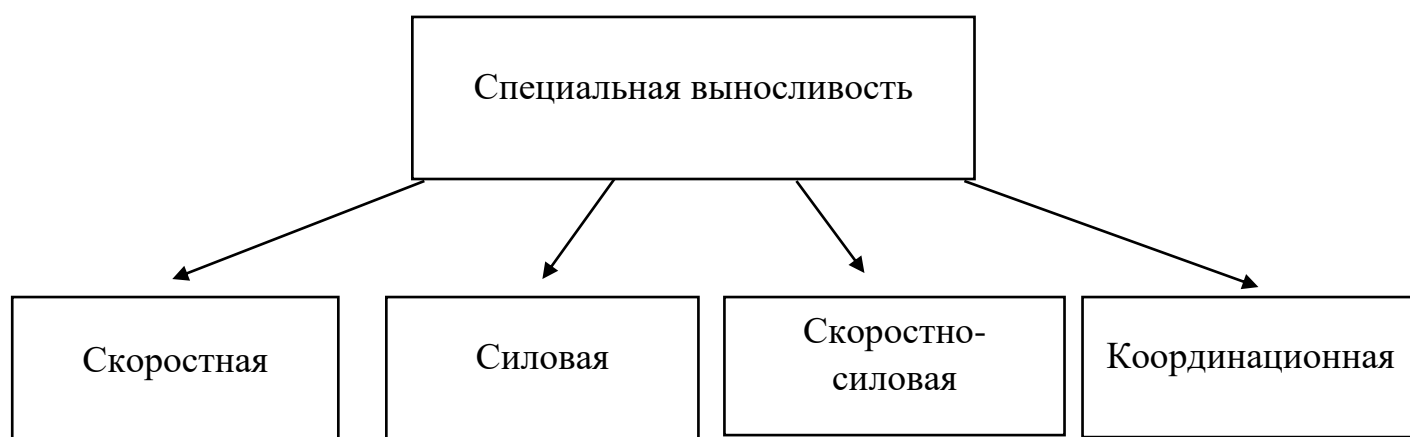 Специальная выносливость
Скоростная
Силовая
Скоростно-
силовая
Координационная